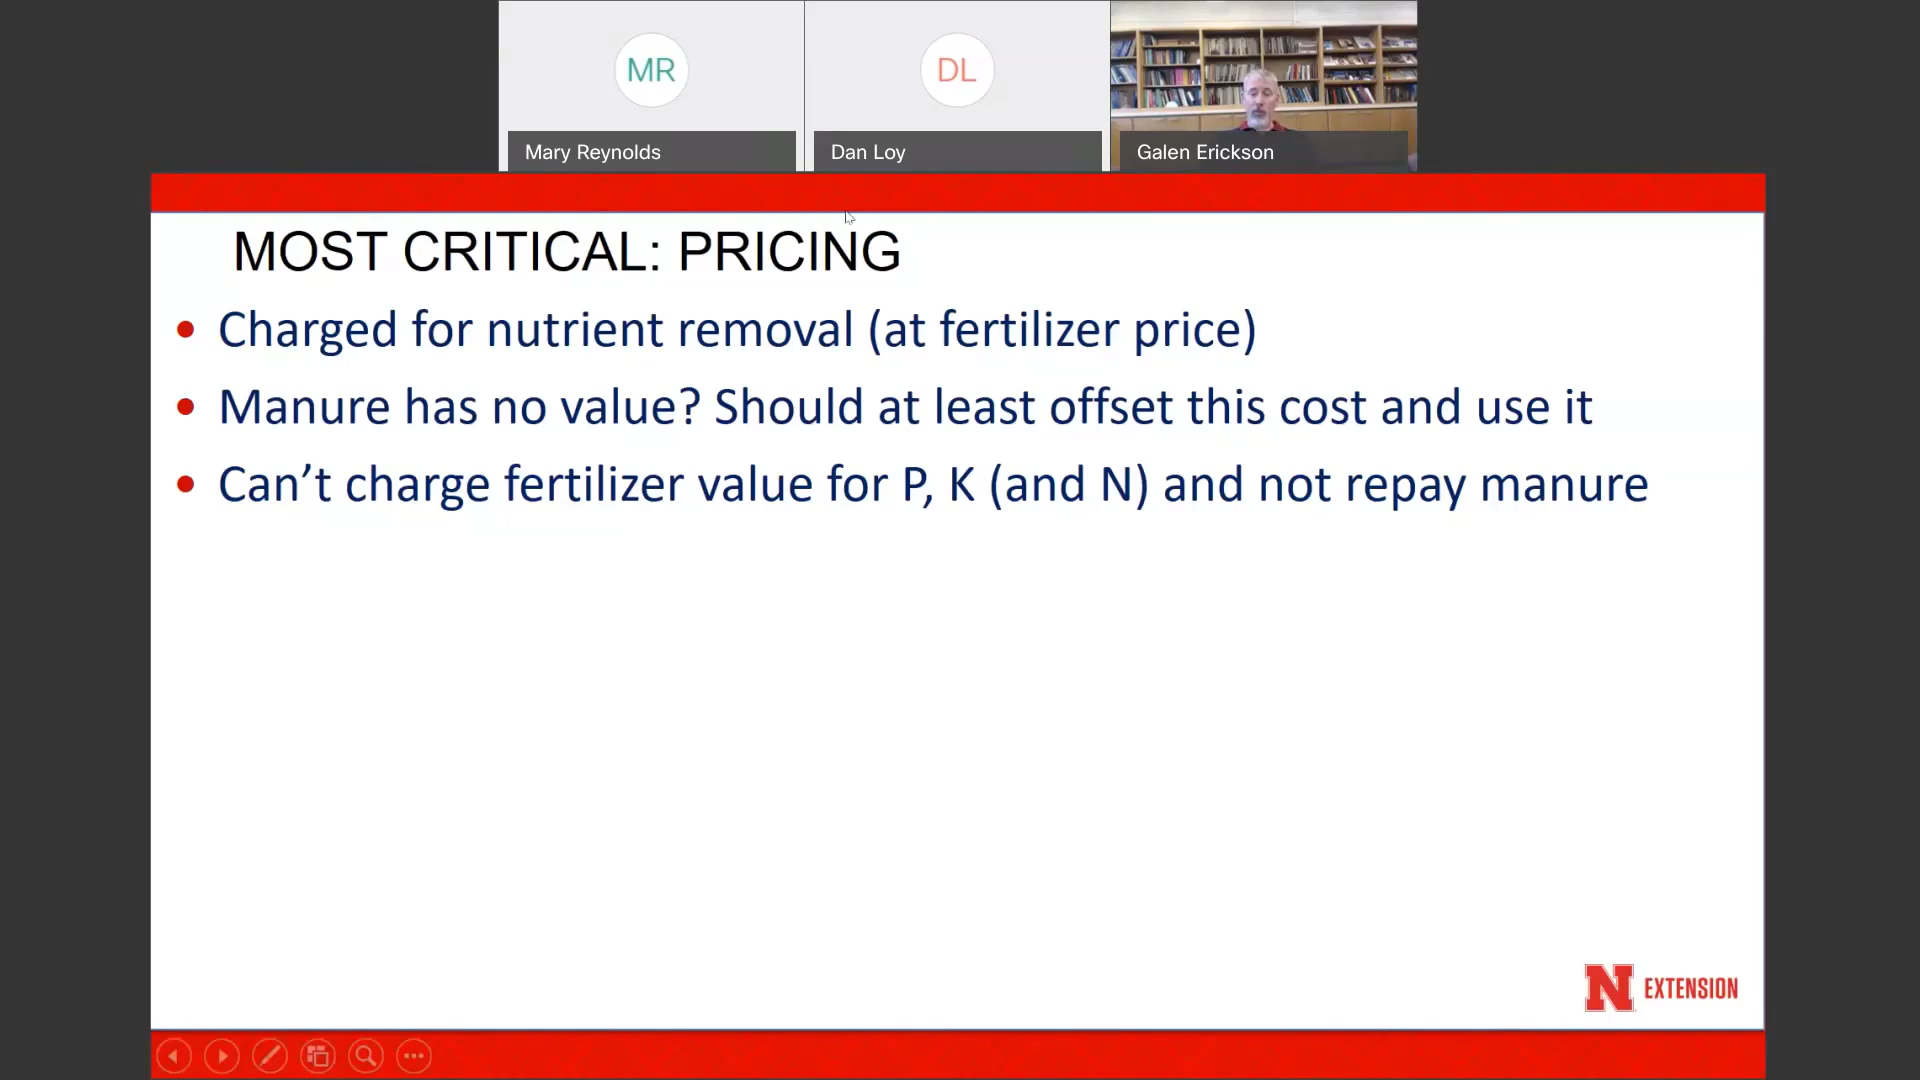 MR
DL
Mary Reynolds
Dan Loy
Galen Erickson
MOST CRITICAL: PRICING
• Charged for nutrient removal (at fertilizer price)
• Manure has no value? Should at least offset this cost and use it
• Can’t charge fertilizer value for P, K (and N) and not repay manure
N EXTENSION